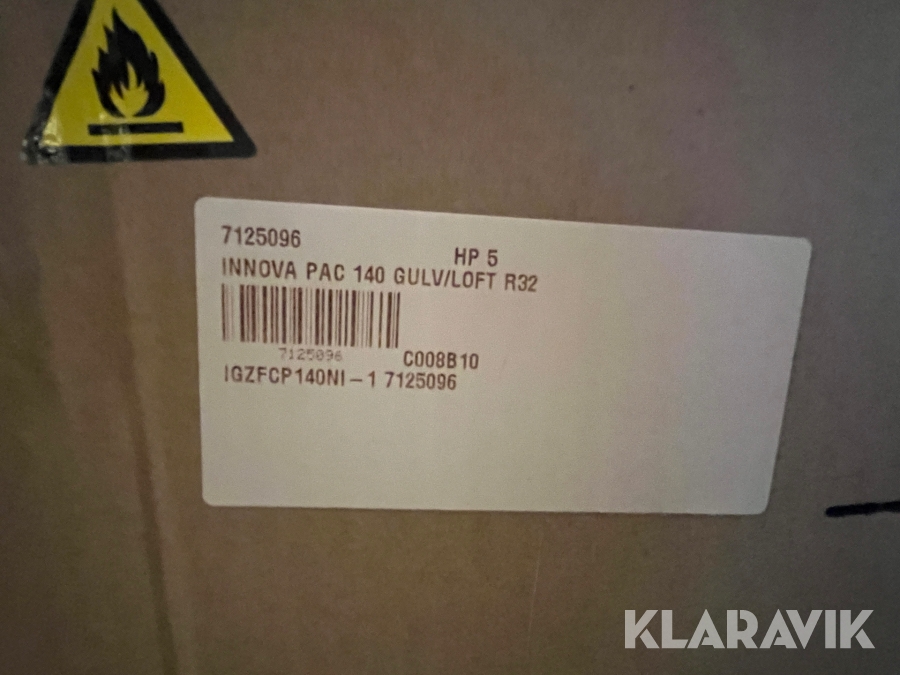 7125096
HP 5
INNOVA PAC 140 GULV/LOFT R32
7125096
C008B10
IGZFCP140NI-1 7125096
KLARAVIK